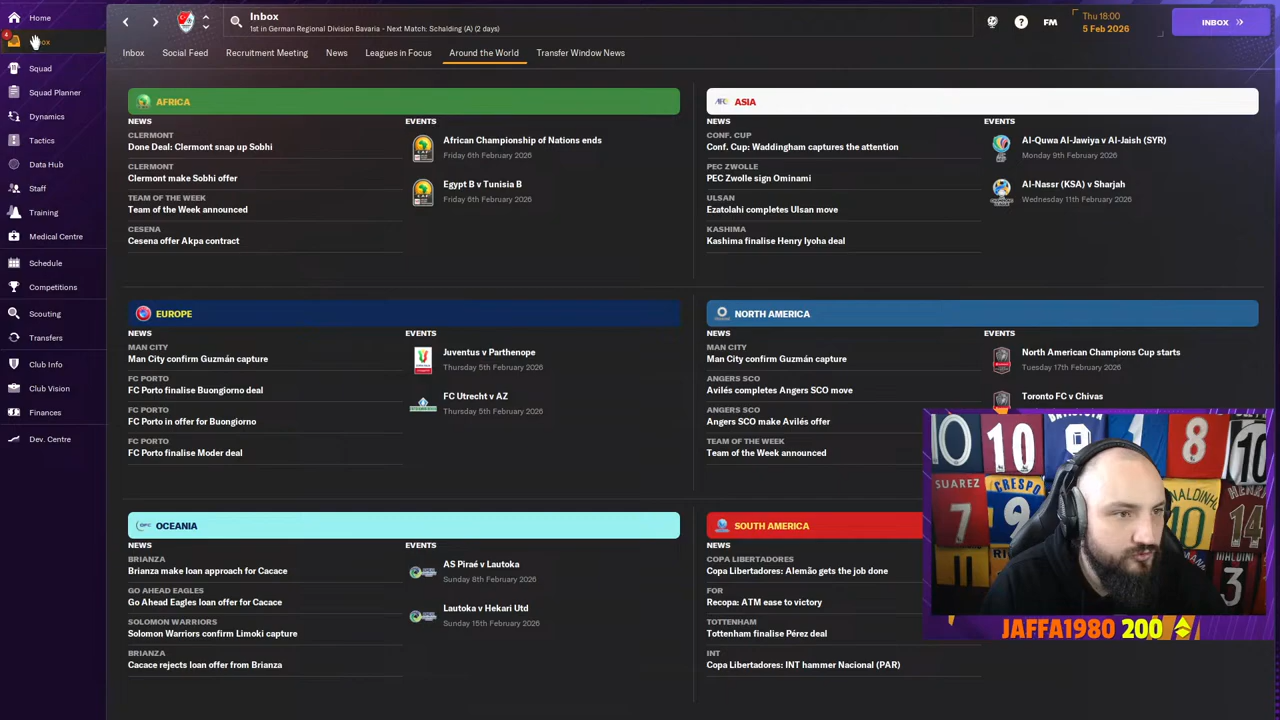 Home
4
box
Squad
Squad Planner
Dynamics
Tactics
Data Hub
Staff
Training
Medical Centre
Schedule
Competitions
Scouting
Transfers
Club Info
Club Vision
Finances
Dev. Centre
Inbox
1st in German Regional Division Bavaria - Next Match: Schalding (A) (2 days)
?
FM
Thu 18:00
5 Feb 2026
INBOX
Inbox
Social Feed
Recruitment Meeting
News
Leagues in Focus
Around the World
Transfer Window News
AFRICA
NEWS
CLERMONT
Done Deal: Clermont snap up Sobhi
CLERMONT
Clermont make Sobhi offer
TEAM OF THE WEEK
Team of the Week announced
CESENA
Cesena offer Akpa contract
EVENTS
African Championship of Nations ends
Friday 6th February 2026
Egypt B v Tunisia B
Friday 6th February 2026
AFC
ASIA
NEWS
CONF. CUP
Conf. Cup: Waddingham captures the attention
PEC ZWOLLE
PEC Zwolle sign Ominami
ULSAN
Ezatolahi completes Ulsan move
KASHIMA
Kashima finalise Henry Iyoha deal
EVENTS
Al-Quwa Al-Jawiya v Al-Jaish (SYR)
Monday 9th February 2026
Al-Nassr (KSA) v Sharjah
Wednesday 11th February 2026
EUROPE
NEWS
MAN CITY
Man City confirm Guzmán capture
FC PORTO
FC Porto finalise Buongiorno deal
FC PORTO
FC Porto in offer for Buongiorno
FC PORTO
FC Porto finalise Moder deal
EVENTS
Juventus v Parthenope
Thursday 5th February 2026
FC Utrecht v AZ
Thursday 5th February 2026
NORTH AMERICA
NEWS
MAN CITY
Man City confirm Guzmán capture
ANGERS SCO
Avilés completes Angers SCO move
ANGERS SCO
Angers SCO make Avilés offer
TEAM OF THE WEEK
Team of the Week announced
EVENTS
North American Champions Cup starts
Tuesday 17th February 2026
Toronto FC v Chivas
OFC
OCEANIA
NEWS
BRIANZA
Brianza make loan approach for Cacace
GO AHEAD EAGLES
Go Ahead Eagles loan offer for Cacace
SOLOMON WARRIORS
Solomon Warriors confirm Limoki capture
BRIANZA
Cacace rejects loan offer from Brianza
EVENTS
AS Piraé v Lautoka
Sunday 8th February 2026
Lautoka v Hekari Utd
Sunday 15th February 2026
SOUTH AMERICA
NEWS
COPA LIBERTADORES
Copa Libertadores: Alemão gets the job done
FOR
Recopa: ATM ease to victory
TOTTENHAM
Tottenham finalise Pérez deal
INT
Copa Libertadores: INT hammer Nacional (PAR)
10
10
9
8
10
SUAREZ
7
CRESPO
9
10
14
3
JAFFA1980 200